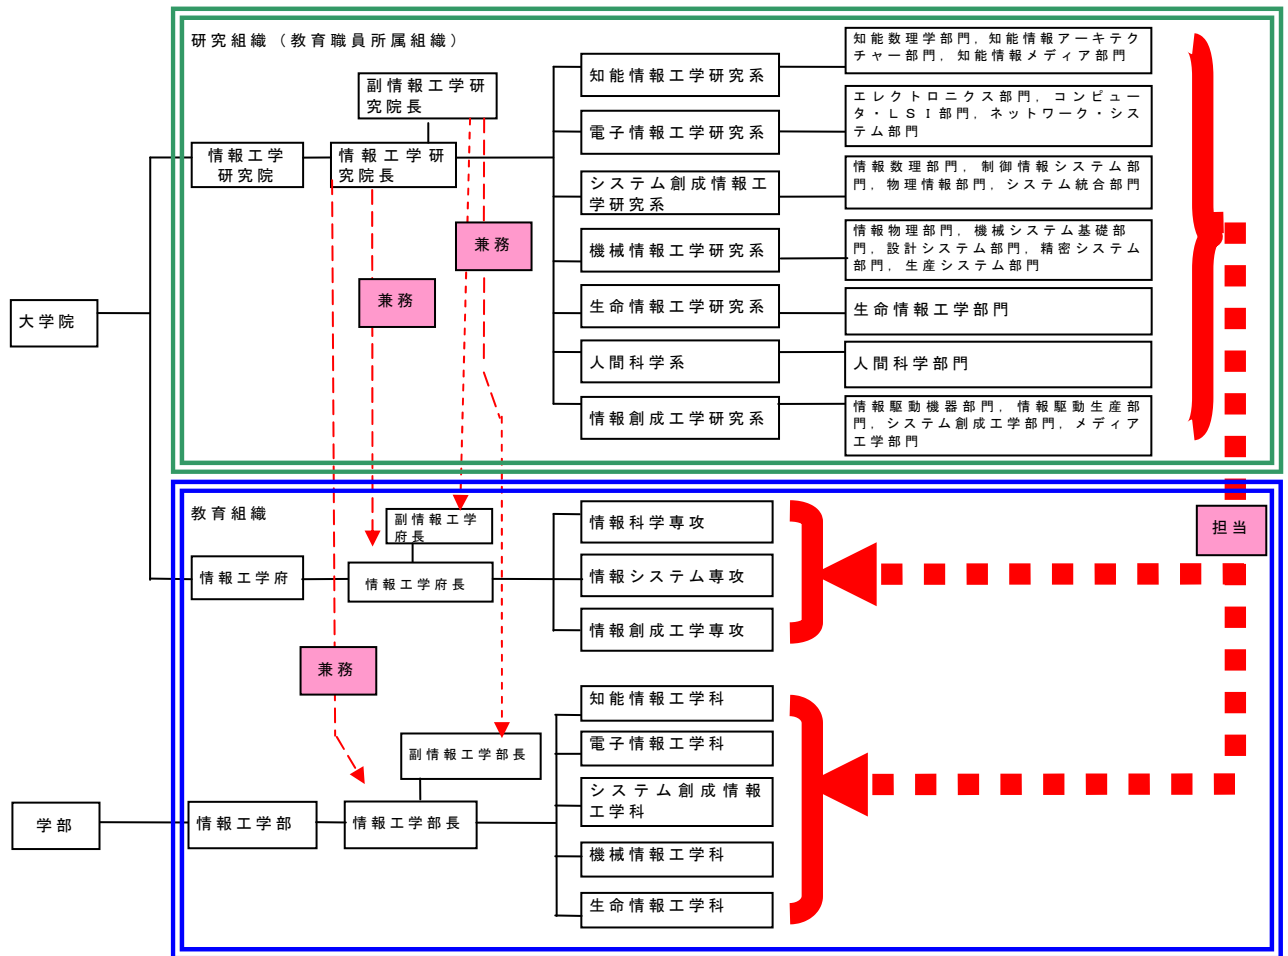 研究組織（教育職員所属組織）
副情報工学研
究院長
情報工学
研究院
情報工学研
院長
兼務
兼務
大学院
知能情報工学研究系
電子情報工学研究系
システム創成情報工
学研究系
機械情報工学研究系
生命情報工学研究系
人間科学系
情報創成工学研究系
知能数理学部門，知能情報アーキテク
チャー部門，知能情報メディア部門
エレクトロニクス部門，コンピュー
タ・ＬＳＩ部門，ネットワーク・シス
テム部門
情報数理部門，制御情報システム部
門，物理情報部門，システム統合部門
情報物理部門，機械システム基礎部
門，設計システム部門，精密システム
部門，生産システム部門
生命情報工学部門
人間科学部門
情報駆動機器部門，情報駆動生産部
門，システム創成工学部門，メディア
工学部門
教育組織
副情報工学
府長
情報工学府
情報工学府長
情報科学専攻
情報システム専攻
情報創成工学専攻
担当
兼務
副情報工学部長
学部
情報工学部
情報工学部長
知能情報工学科
電子情報工学科
システム創成情報
工学科
機械情報工学科
生命情報工学科